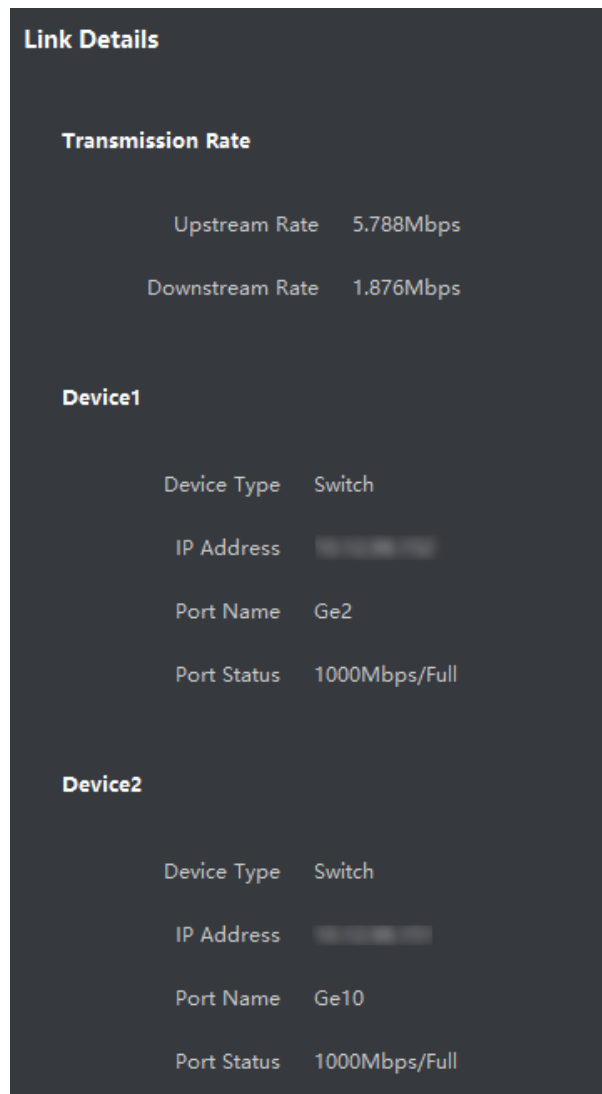 Link Details
Transmission Rate
Upstream Rate 5.788Mbps
Downstream Rate 1.876Mbps
Device1
Device Type Switch
IP Address
Port Name Ge2
Port Status 1000Mbps/Full
Device2
Device Type Switch
IP Address
Port Name Ge10
Port Status 1000Mbps/Full